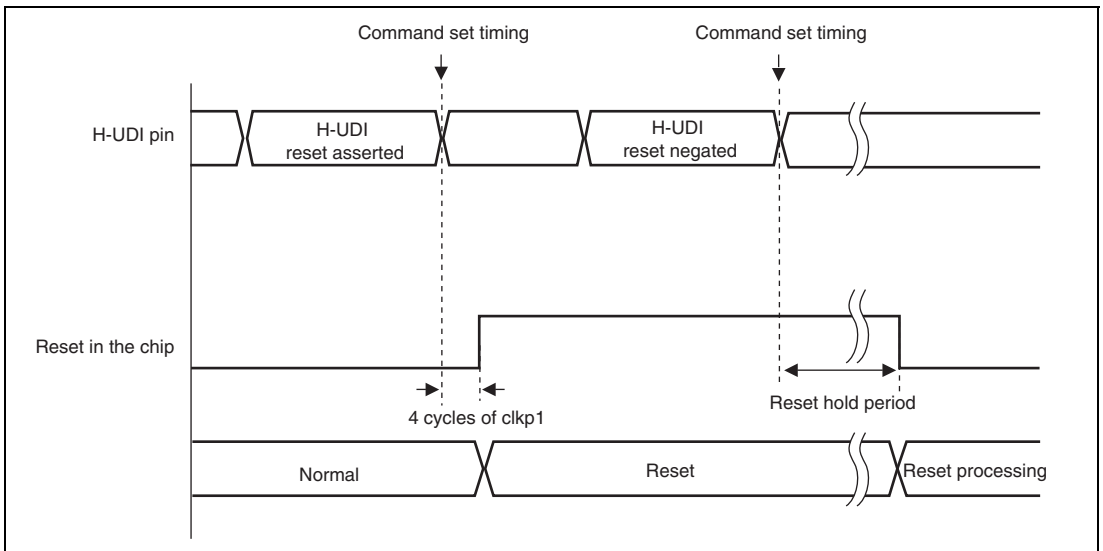 Command set timing
Command set timing
H-UDI pin
H-UDI
reset asserted
H-UDI
reset negated
Reset in the chip
4 cycles of clkp1
Reset hold period
Normal
Reset
Reset processing